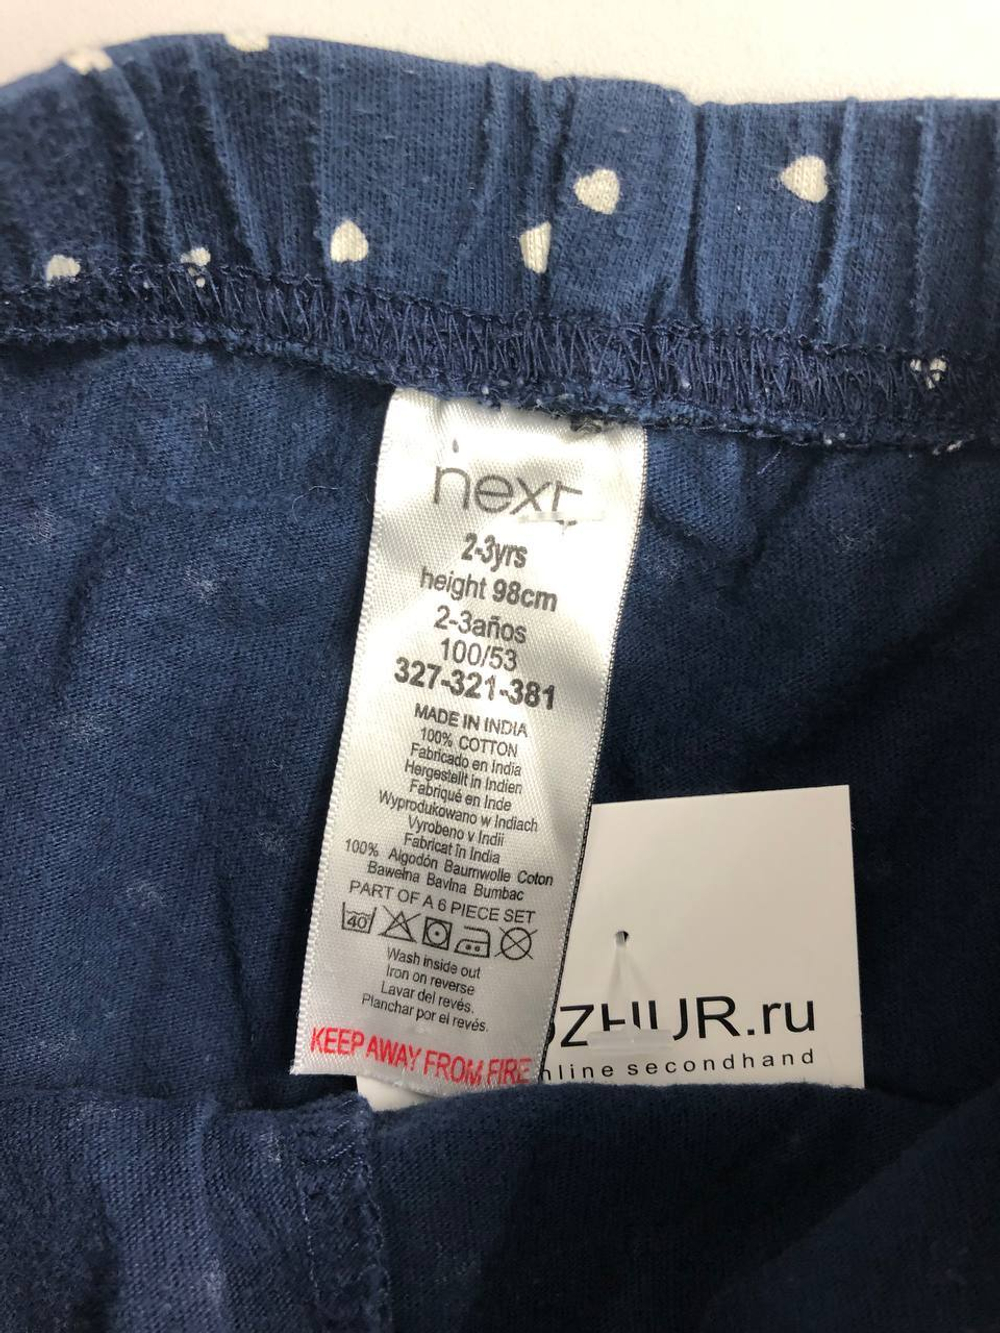 next
2-3yrs
height 98cm
2-3años
100/53
327-321-381
MADE IN INDIA
100% COTTON
Fabricado en India
Hergestellt in Indien
Fabriqué en Inde
Wyprodukowano w Indiach
Vyrobeno v Indii
Fabricat în India
100% Algodón Baumwolle Coton
Bawełna Bavlna Bumbac
PART OF A 6 PIECE SET
40
Wash inside out
Iron on reverse
Lavar del revés.
Planchar por el revés.
KEEP AWAY FROM FIRE
ZHUR.ru
nline secondhand